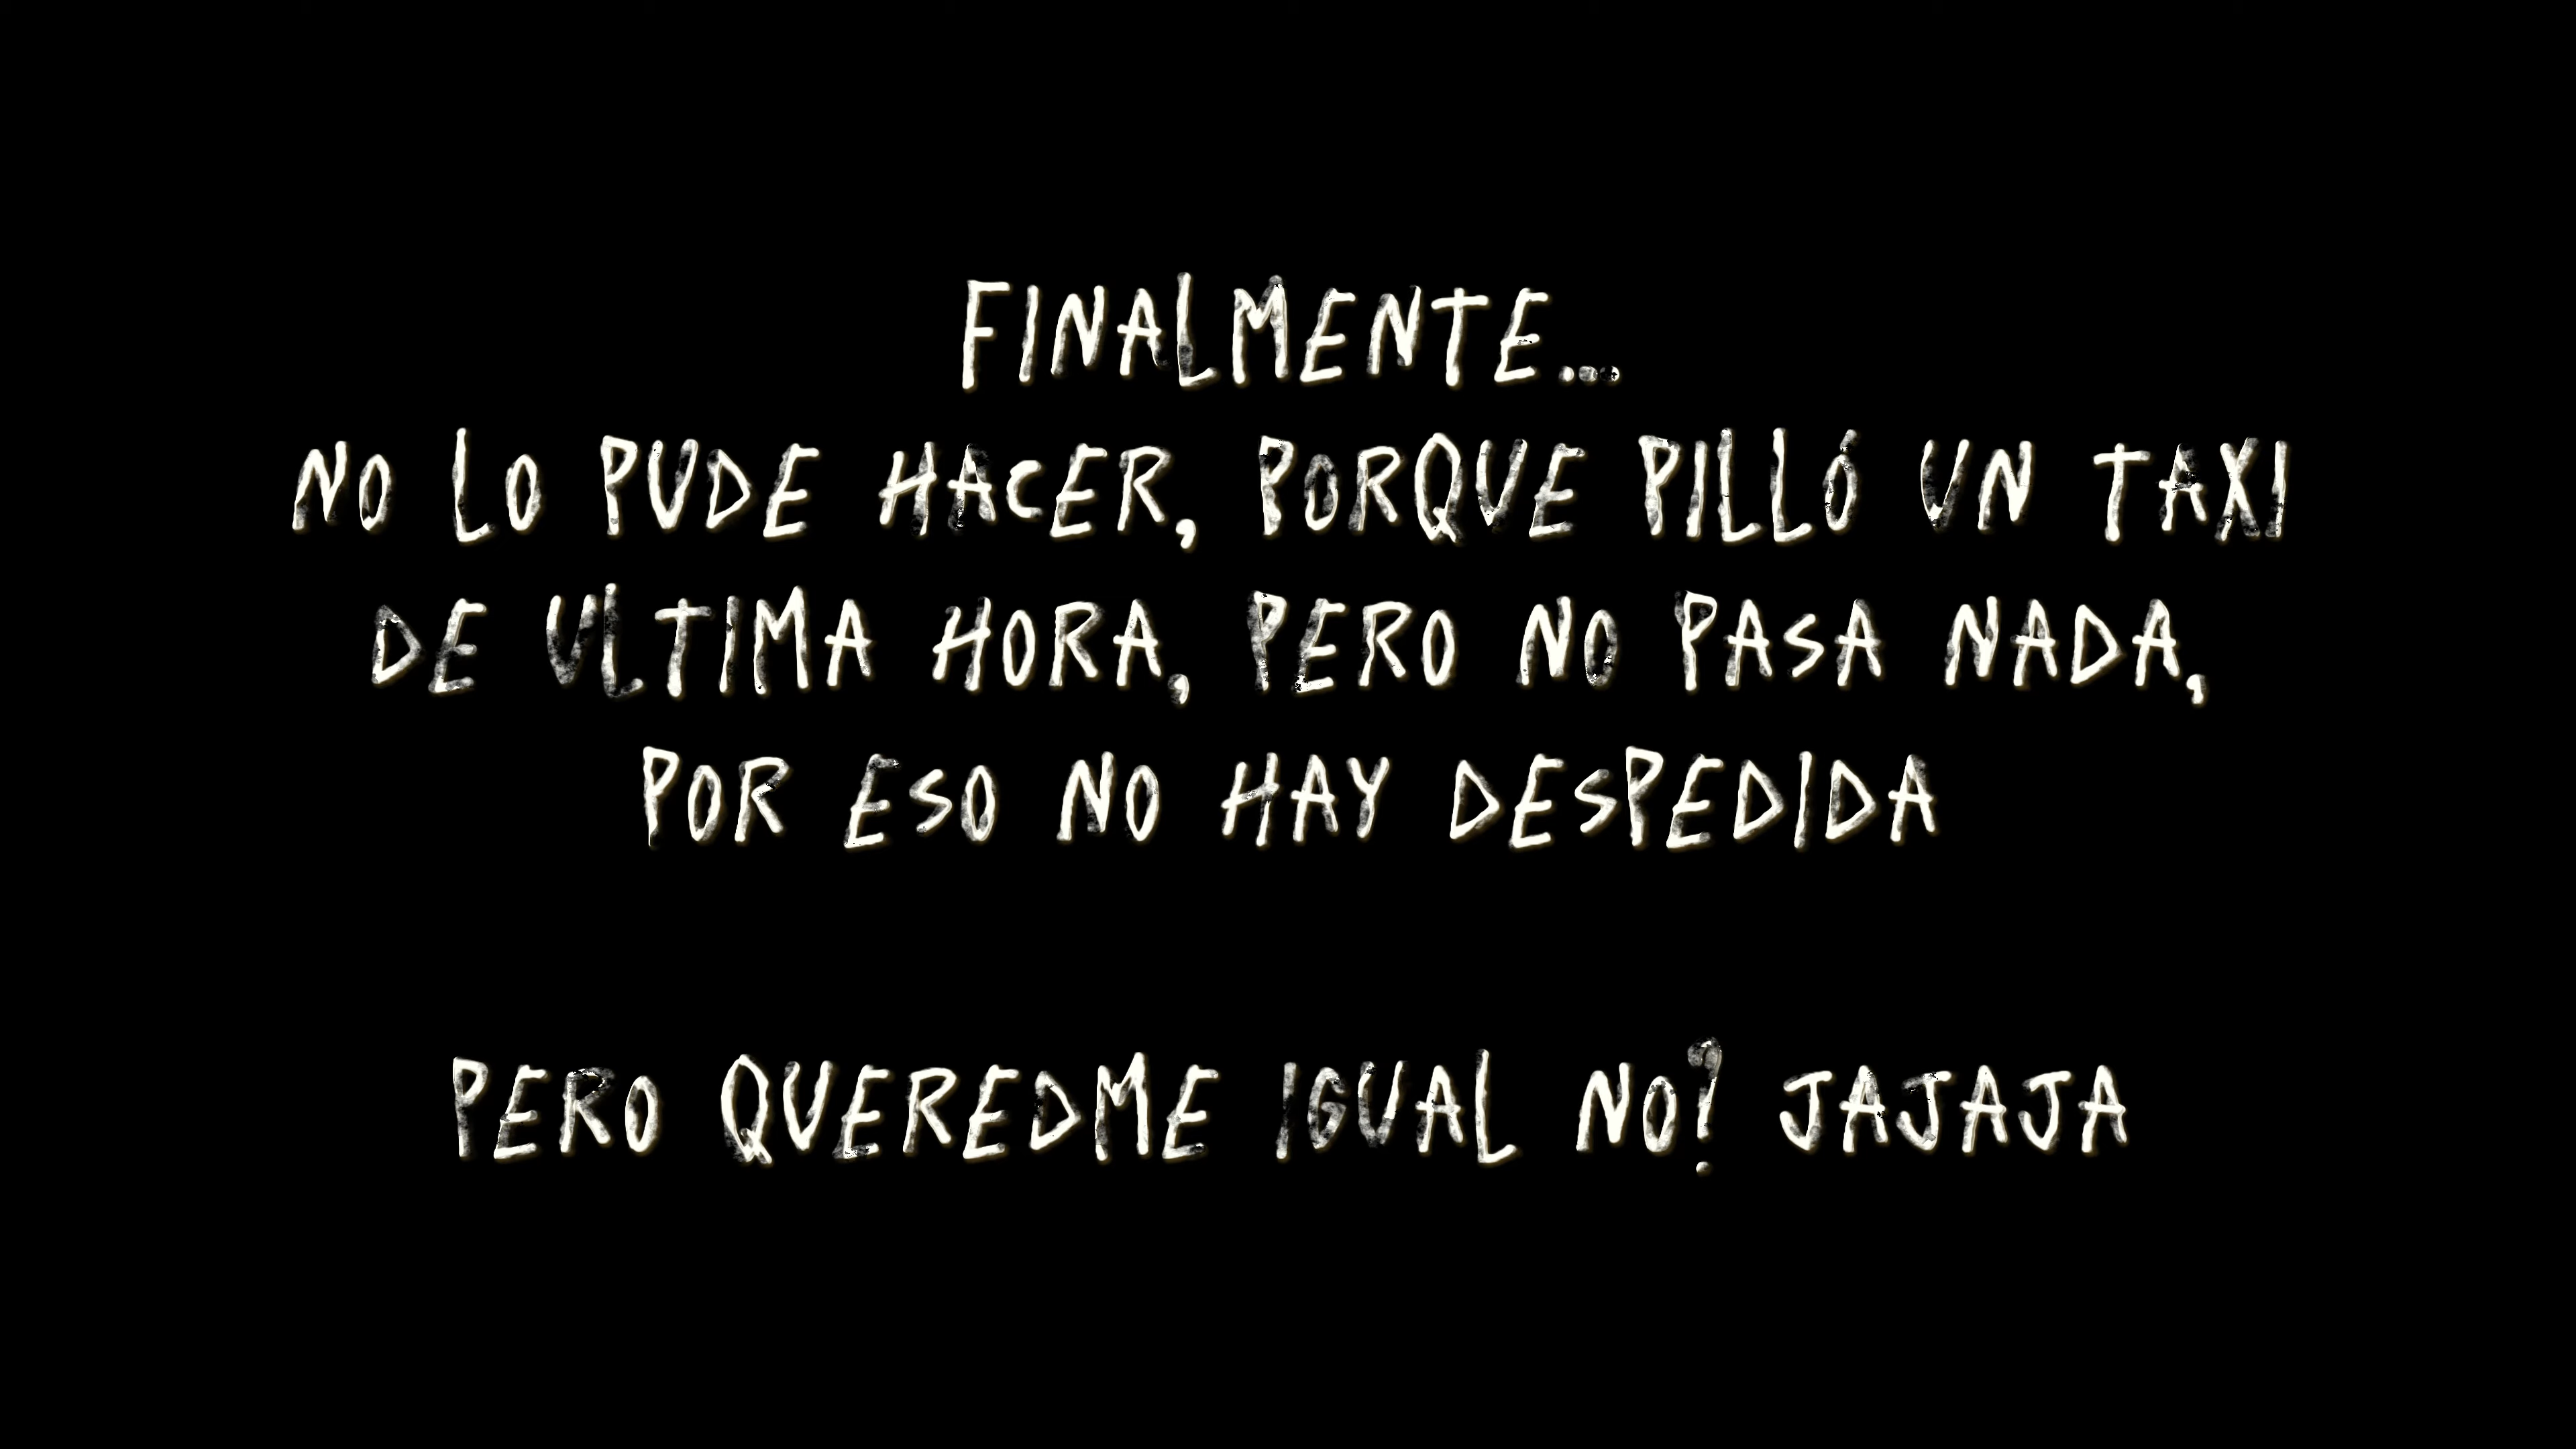 FINALMENTE...
NO LO PUDE HACER, PORQUE PILLÓ UN TAXI
DE ULTIMA HORA, PERO NO PASA NADA,
POR ESO NO HAY DESPEDIDA
PERO QUEREDME IGUAL NO? JAJAJA